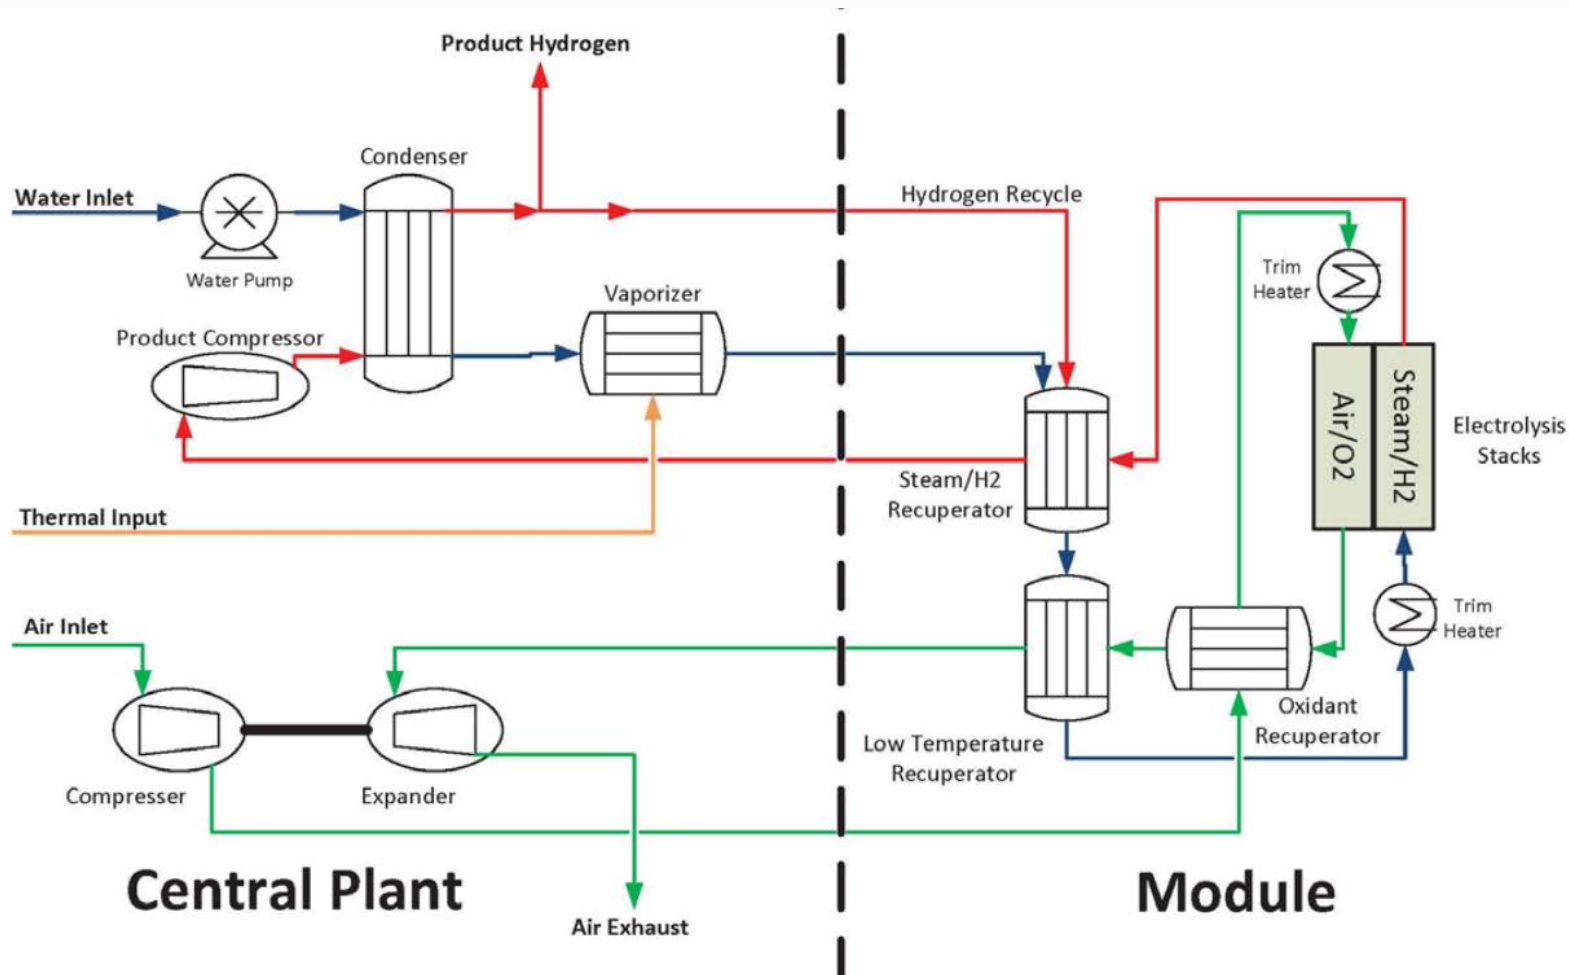 Product Hydrogen
Condenser
Water Inlet
Hydrogen Recycle
Water Pump
Trim
Heater
Vaporizer
Product Compressor
Air/O2
Steam/H2
Electrolysis
Stacks
Steam/H2
Recuperator
Thermal Input
Air Inlet
Trim
Heater
Oxidant
Recuperator
Low Temperature
Recuperator
Compresser
Expander
Central Plant
Module
Air Exhaust